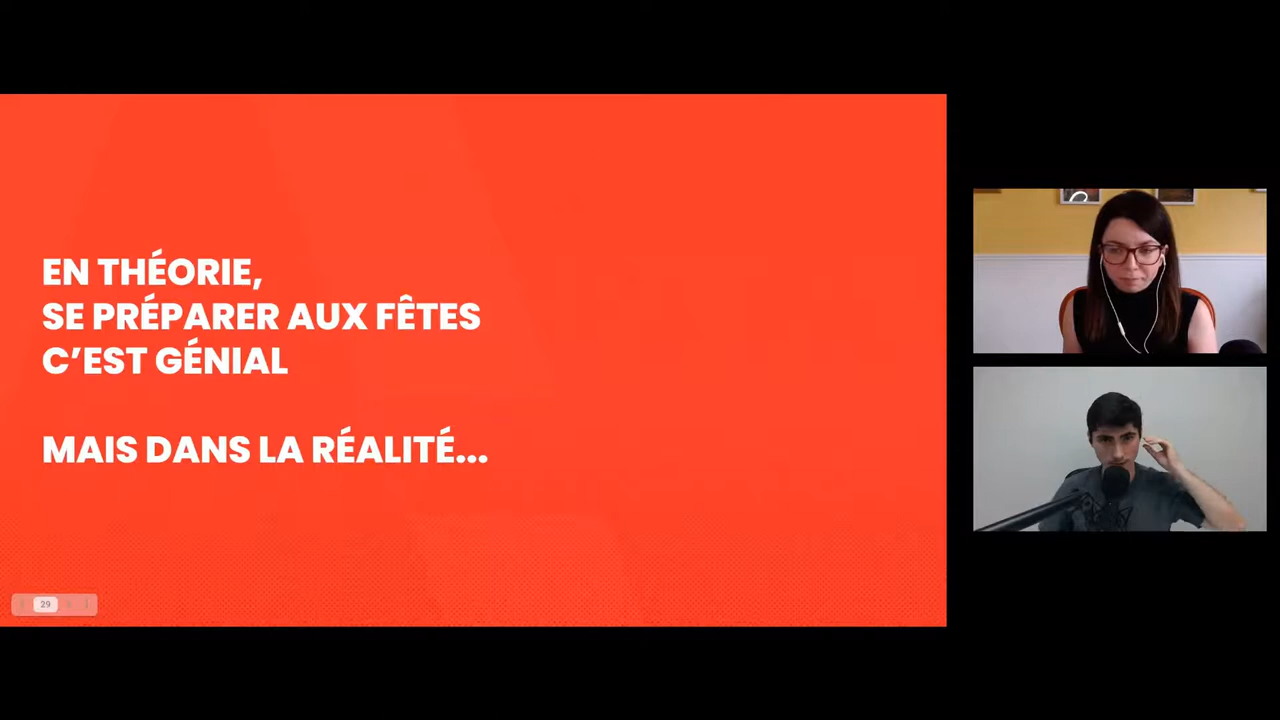 EN THÉORIE,
SE PRÉPARER AUX FÊTES
C’EST GÉNIAL
MAIS DANS LA RÉALITÉ...
29